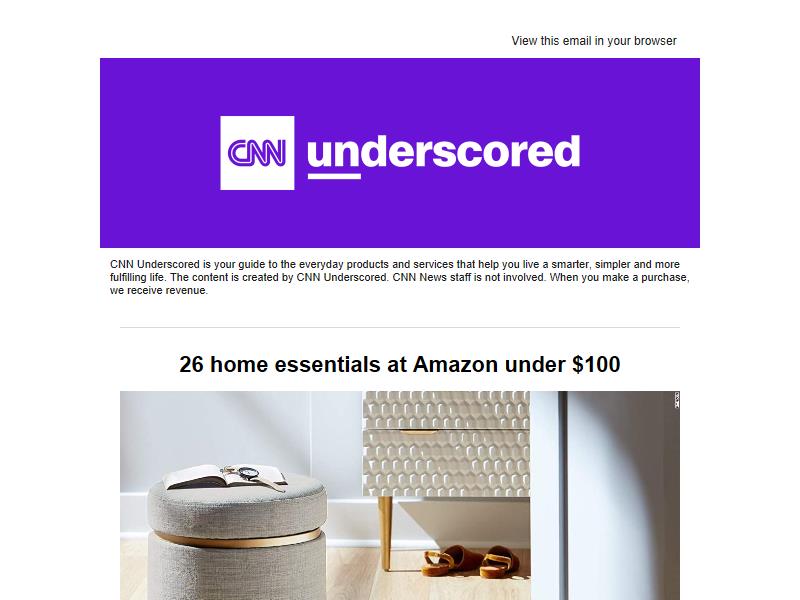 View this email in your browser
CNN underscored
CNN Underscored is your guide to the everyday products and services that help you live a smarter, simpler and more
fulfilling life. The content is created by CNN Underscored. CNN News staff is not involved. When you make a purchase,
we receive revenue.
26 home essentials at Amazon under $100